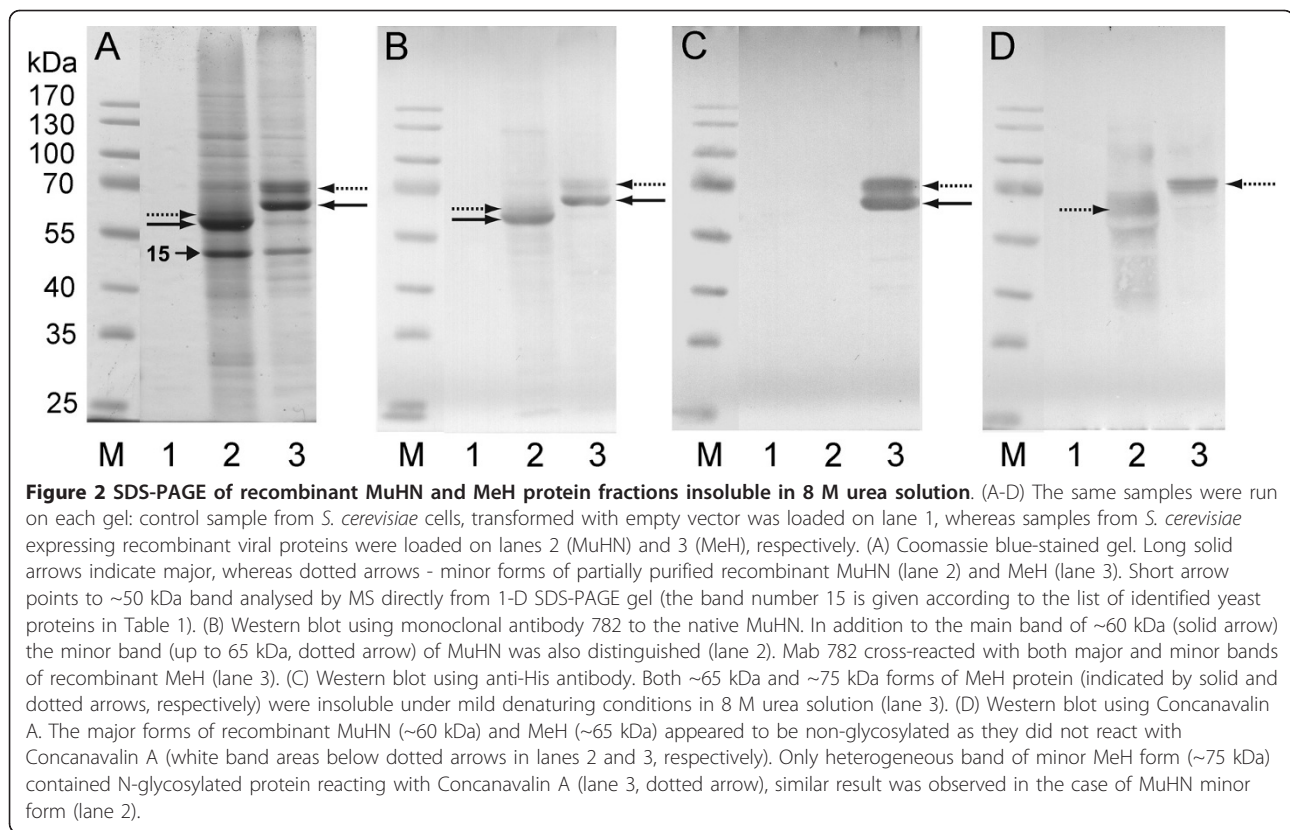 A B C D
kDa
170
130
100
70
55
15
40
35
25
M 1 2 3 M 1 2 3 M 1 2 3 M 1 2 3
Figure 2 SDS-PAGE of recombinant MuHN and MeH protein fractions insoluble in 8 M urea solution. (A-D) The same samples were run
on each gel: control sample from S. cerevisiae cells, transformed with empty vector was loaded on lane 1, whereas samples from S. cerevisiae
expressing recombinant viral proteins were loaded on lanes 2 (MuHN) and 3 (MeH), respectively. (A) Coomassie blue-stained gel. Long solid
arrows indicate major, whereas dotted arrows - minor forms of partially purified recombinant MuHN (lane 2) and MeH (lane 3). Short arrow
points to ~50 kDa band analysed by MS directly from 1-D SDS-PAGE gel (the band number 15 is given according to the list of identified yeast
proteins in Table 1). (B) Western blot using monoclonal antibody 782 to the native MuHN. In addition to the main band of ~60 kDa (solid arrow)
the minor band (up to 65 kDa, dotted arrow) of MuHN was also distinguished (lane 2). Mab 782 cross-reacted with both major and minor bands
of recombinant MeH (lane 3). (C) Western blot using anti-His antibody. Both ~65 kDa and ~75 kDa forms of MeH protein (indicated by solid and
dotted arrows, respectively) were insoluble under mild denaturing conditions in 8 M urea solution (lane 3). (D) Western blot using Concanavalin
A. The major forms of recombinant MuHN (~60 kDa) and MeH (~65 kDa) appeared to be non-glycosylated as they did not react with
Concanavalin A (white band areas below dotted arrows in lanes 2 and 3, respectively). Only heterogeneous band of minor MeH form (~75 kDa)
contained N-glycosylated protein reacting with Concanavalin A (lane 3, dotted arrow), similar result was observed in the case of MuHN minor
form (lane 2).